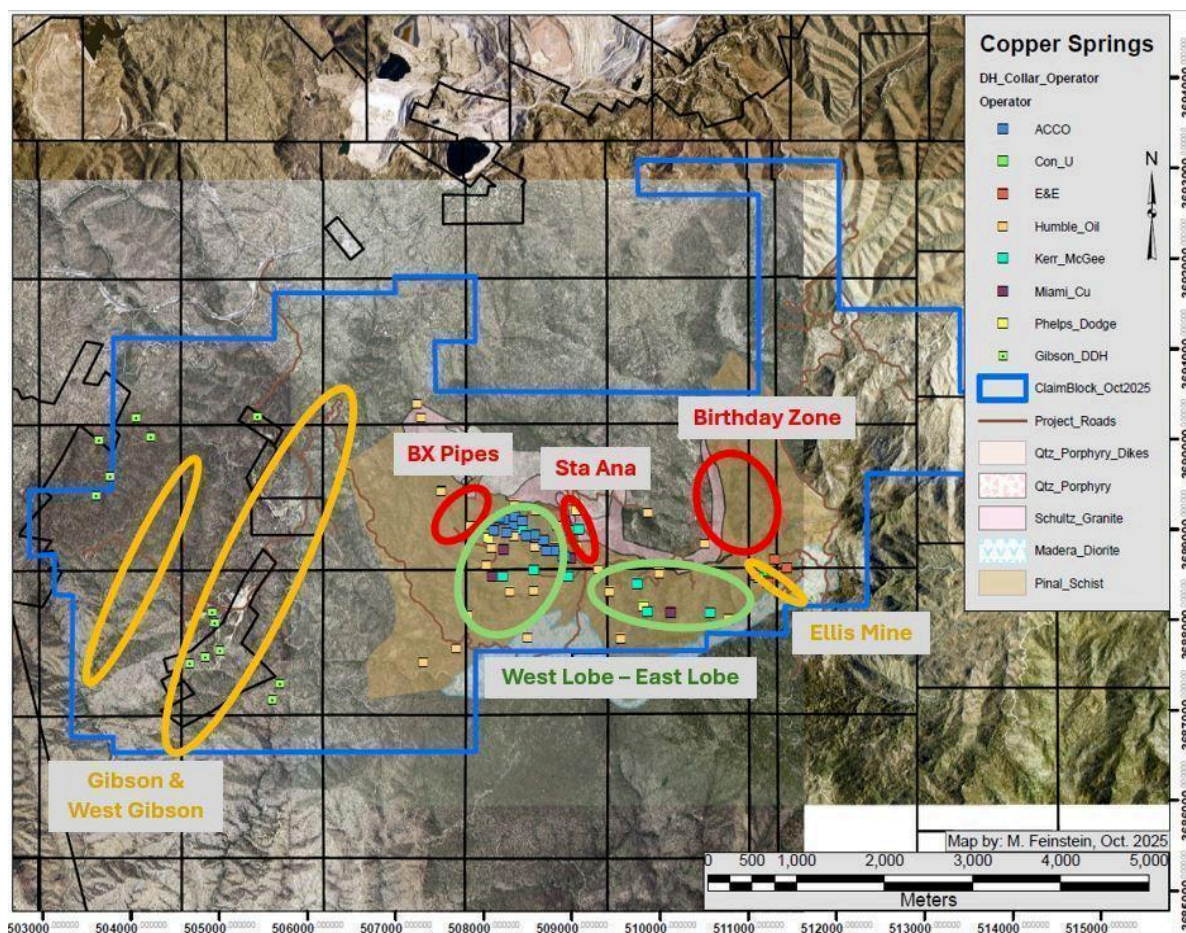 Copper Springs
DH_Collar_Operator
Operator
ACCO
Con_U
E&E
Humble_Oil
Kerr_McGee
Miami_Cu
Phelps_Dodge
Gibson_DDH
ClaimBlock_Oct2025
Project_Roads
Qtz_Porphyry_Dikes
Qtz_Porphyry
Schultz_Granite
Madera_Diorite
Pinal_Schist
N
Birthday Zone
BX Pipes
Sta Ana
Ellis Mine
West Lobe – East Lobe
Gibson &
West Gibson
Map by: M. Feinstein, Oct. 2025
0 500 1,000 2,000 3,000 4,000 5,000
Meters
503000 504000 505000 506000 507000 508000 509000 510000 511000 512000 513000 514000 515000